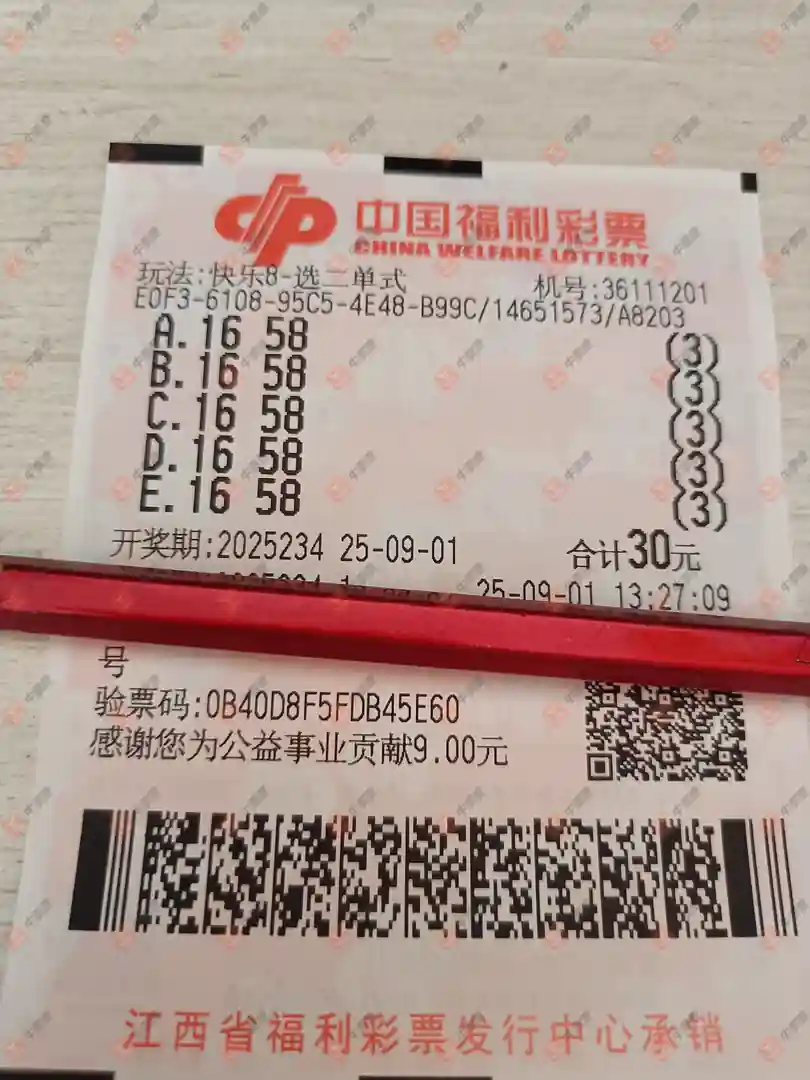 中国福利彩票
CHINA WELFARE LOTTERY
玩法:快乐8-选二单式 机号:36111201
E0F3-6108-95C5-4E48-B99C/14651573/A8203
A.16 58 (3)
B.16 58 (3)
C.16 58 (3)
D.16 58 (3)
E.16 58 (3)
开奖期:2025234 25-09-01 合计30元
25-09-01 13:27:09
号
验票码:0B40D8F5FDB45E60
感谢您为公益事业贡献9.00元
江西省福利彩票发行中心承销